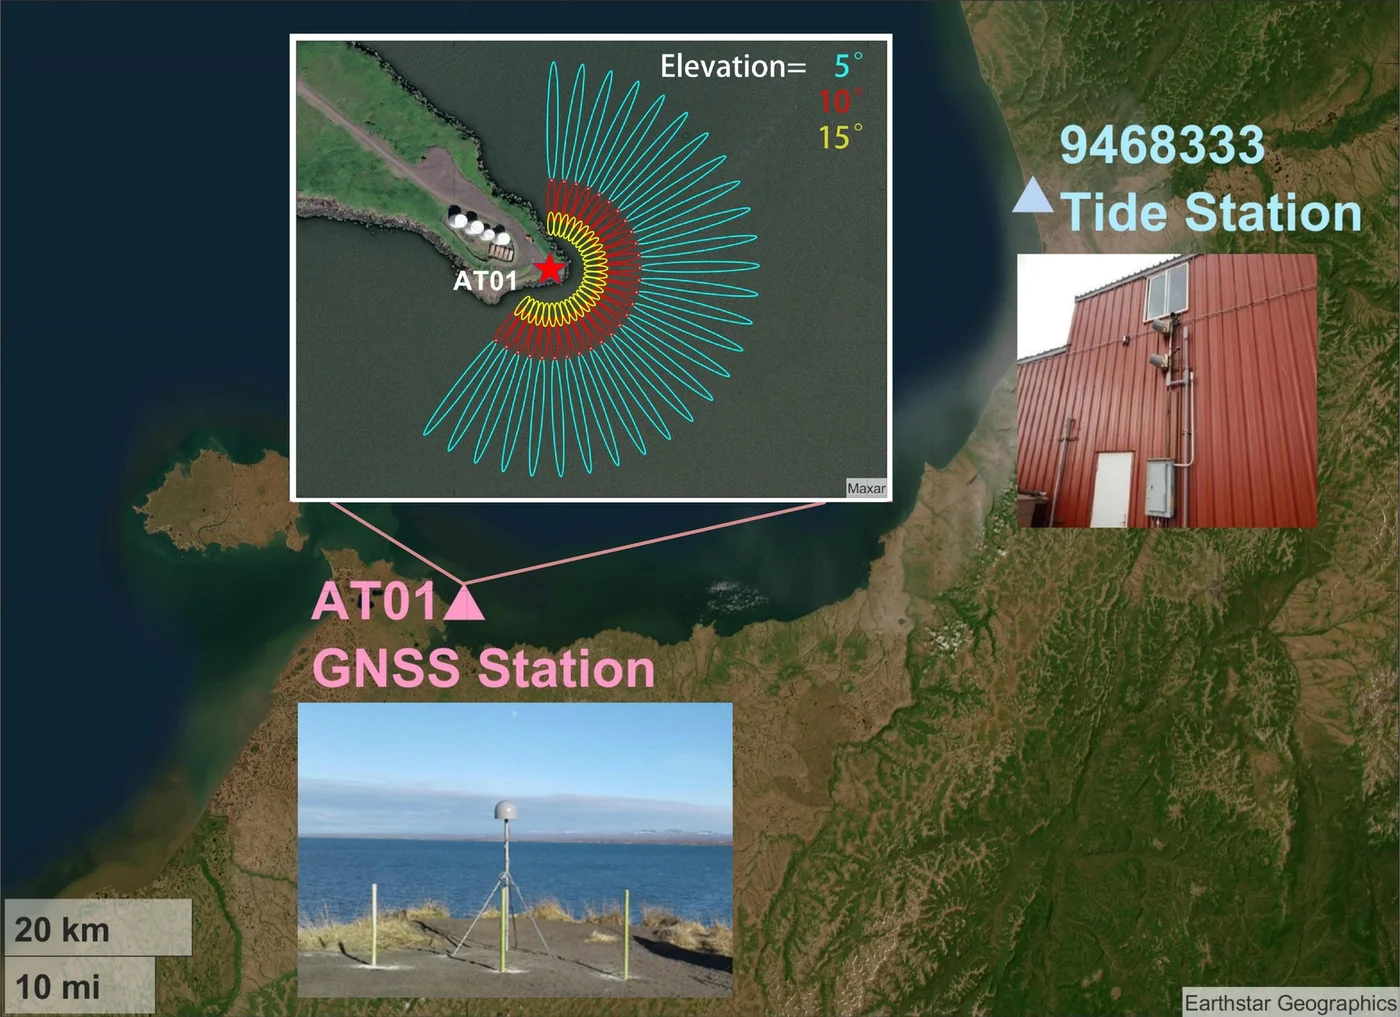 Elevation= 5°
10°
15°
AT01
Maxar
9468333
Tide Station
AT01
GNSS Station
20 km
10 mi
Earthstar Geographics